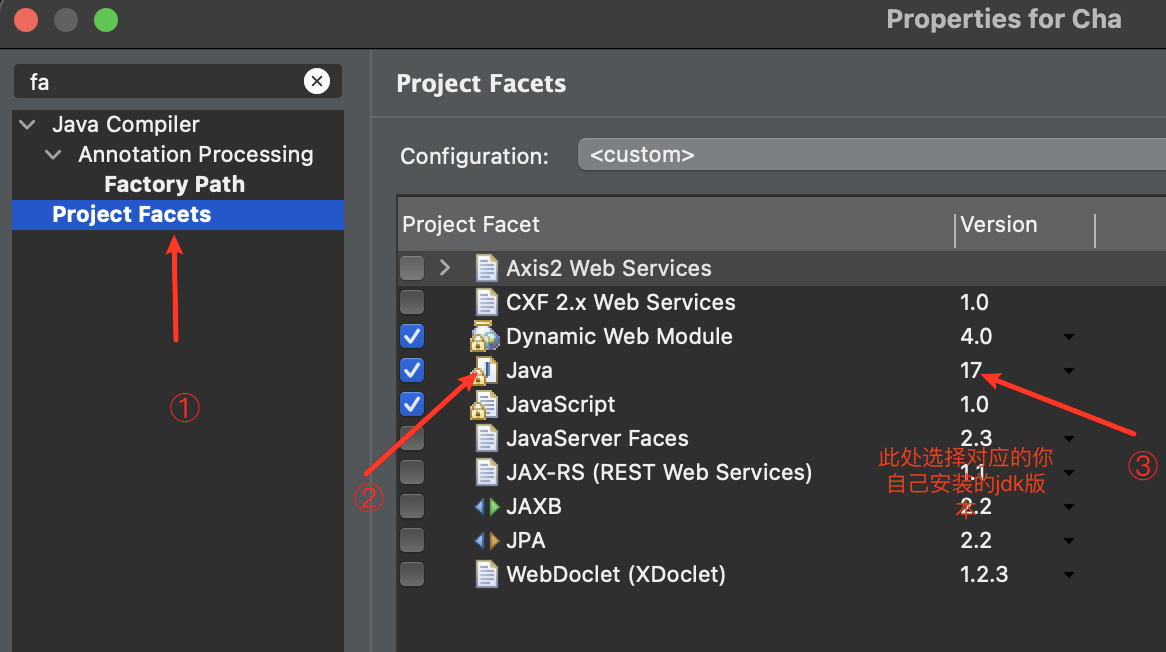 Properties for Cha
fa
Project Facets
Java Compiler
Annotation Processing
Factory Path
Project Facets
Configuration:
<custom>
Project Facet
Version
Axis2 Web Services
CXF 2.x Web Services
1.0
Dynamic Web Module
4.0
Java
17
JavaScript
1.0
JavaServer Faces
2.3
JAX-RS (REST Web Services)
1.1
JAXB
2.2
JPA
2.2
WebDoclet (XDoclet)
1.2.3
①
②
③
此处选择对应的你
自己安装的jdk版
本